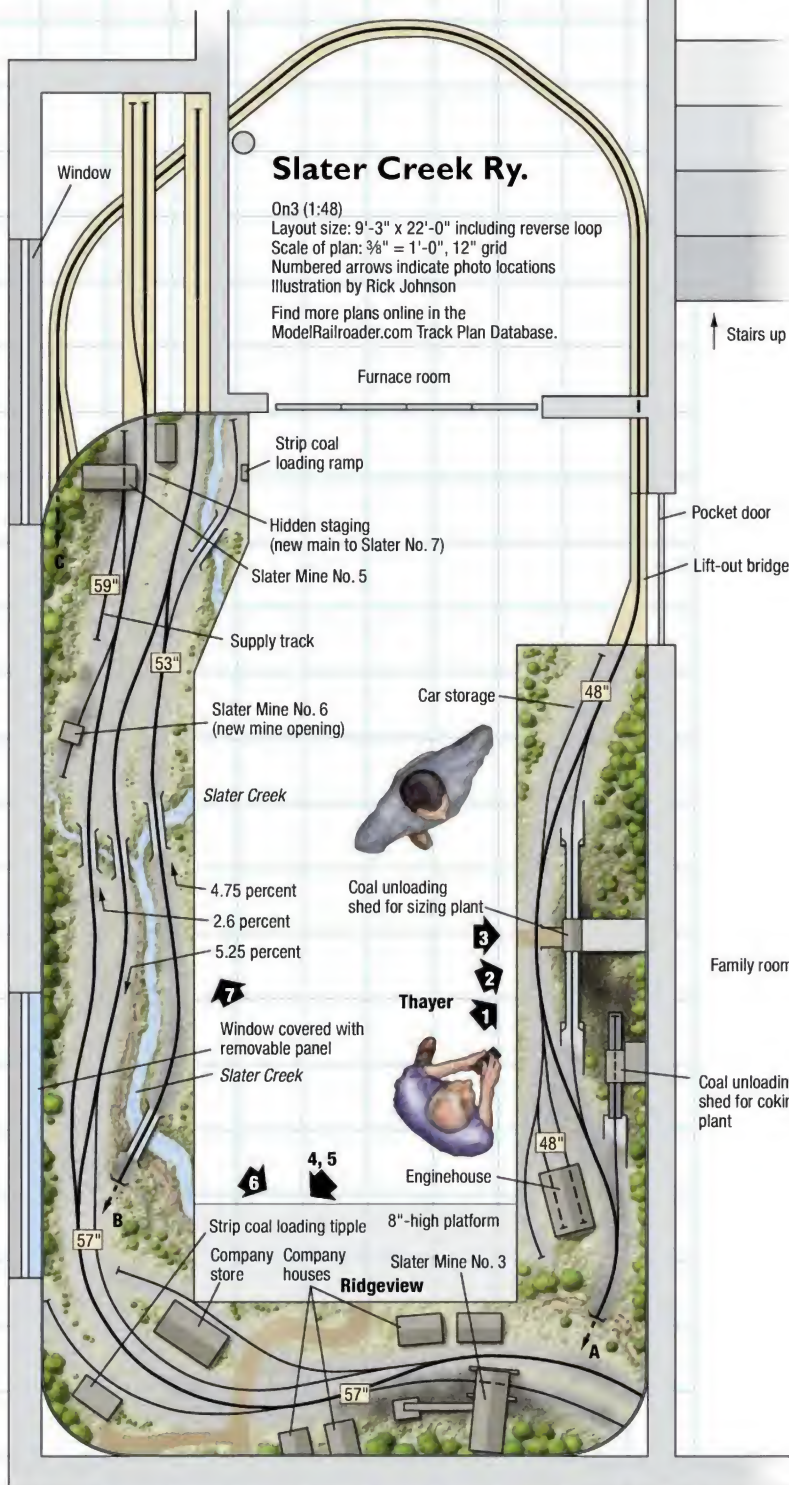 Slater Creek Ry.
On3 (1:48)
Layout size: 9'-3" x 22'-0" including reverse loop
Scale of plan: ⅜" = 1'-0", 12" grid
Numbered arrows indicate photo locations
Illustration by Rick Johnson
Find more plans online in the
ModelRailroader.com Track Plan Database.
Window
Stairs up
Furnace room
Strip coal
loading ramp
Hidden staging
(new main to Slater No. 7)
Slater Mine No. 5
Pocket door
Lift-out bridge
C
59"
Supply track
53"
Car storage
48"
Slater Mine No. 6
(new mine opening)
Slater Creek
4.75 percent
2.6 percent
5.25 percent
Coal unloading
shed for sizing plant
3
2
1
Thayer
7
Family room
Window covered with
removable panel
Slater Creek
Coal unloadin
shed for cokin
plant
48"
Enginehouse
4, 5
6
B
57"
Strip coal loading tipple
8"-high platform
Company
store
Company
houses
Ridgeview
Slater Mine No. 3
A
57"